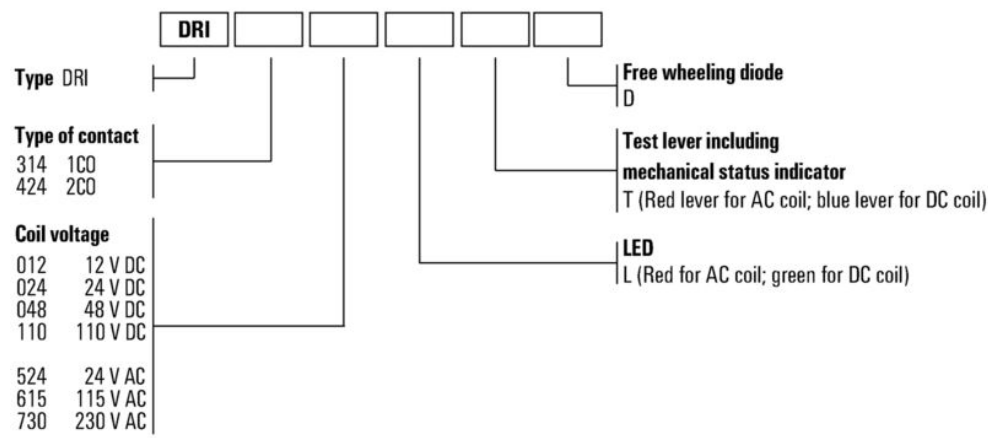 DRI
Type DRI
Type of contact
314 1CO
424 2CO
Coil voltage
012 12 V DC
024 24 V DC
048 48 V DC
110 110 V DC
524 24 V AC
615 115 V AC
730 230 V AC
Free wheeling diode
D
Test lever including
mechanical status indicator
T (Red lever for AC coil; blue lever for DC coil)
LED
L (Red for AC coil; green for DC coil)